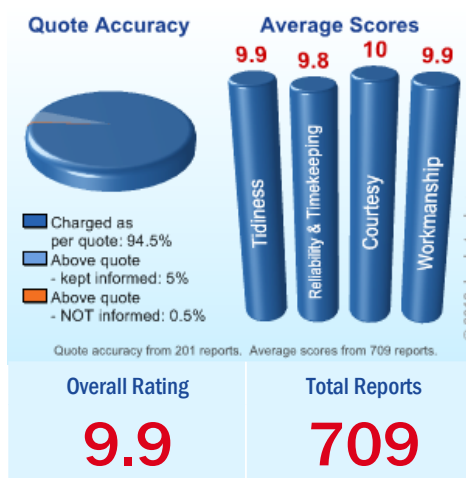 Quote Accuracy
Average Scores
9.9
9.8
10
9.9
Tidiness
Reliability & Timekeeping
Courtesy
Workmanship
Charged as
per quote: 94.5%
Above quote
- kept informed: 5%
Above quote
- NOT informed: 0.5%
Quote accuracy from 201 reports. Average scores from 709 reports.
Overall Rating
Total Reports
9.9
709